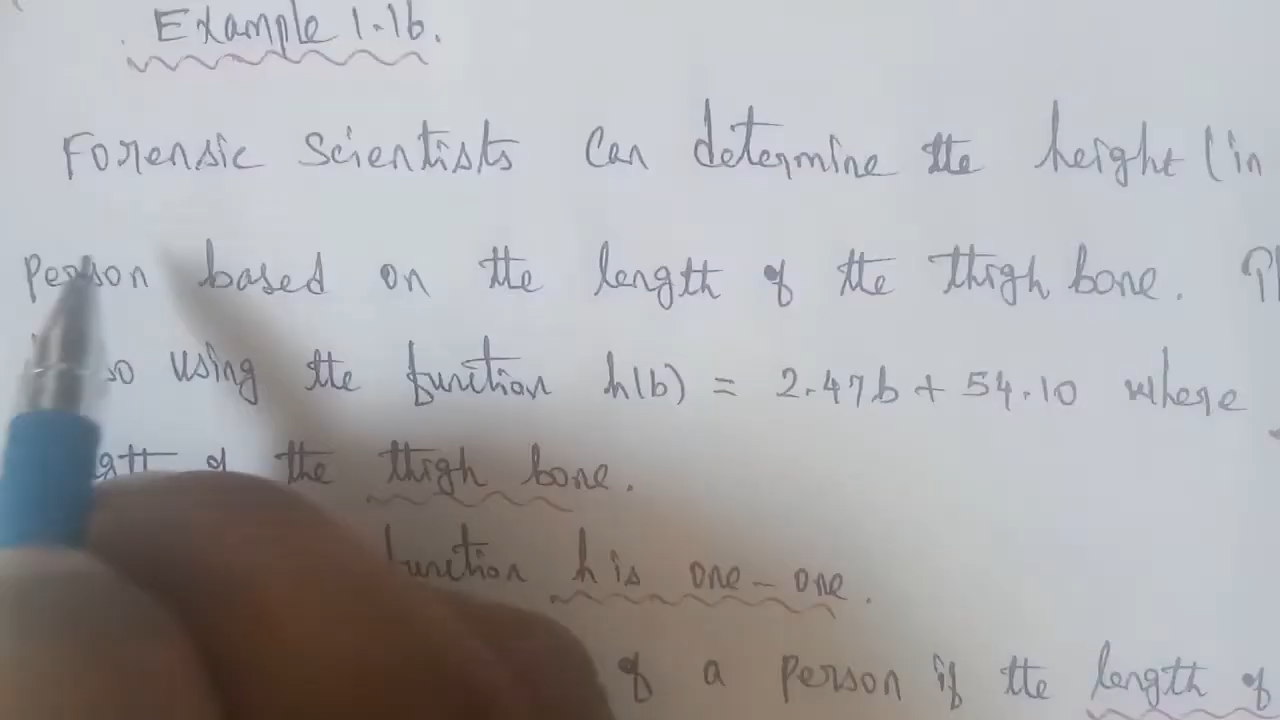 Example 1.16.
Forensic Scientists Can determine the height (in
person based on the length of the thigh bone.
so using the function h(b) = 2.47b + 54.10 where
the thigh bone.
function h is one-one.
of a person if the length of